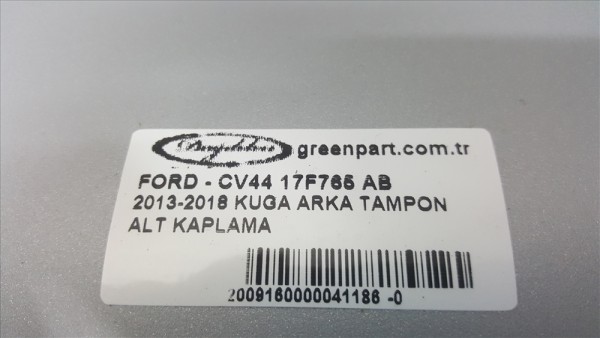 greenpart.com.tr
FORD - CV44 17F765 AB
2013-2018 KUGA ARKA TAMPON
ALT KAPLAMA
2009160000041186 -0